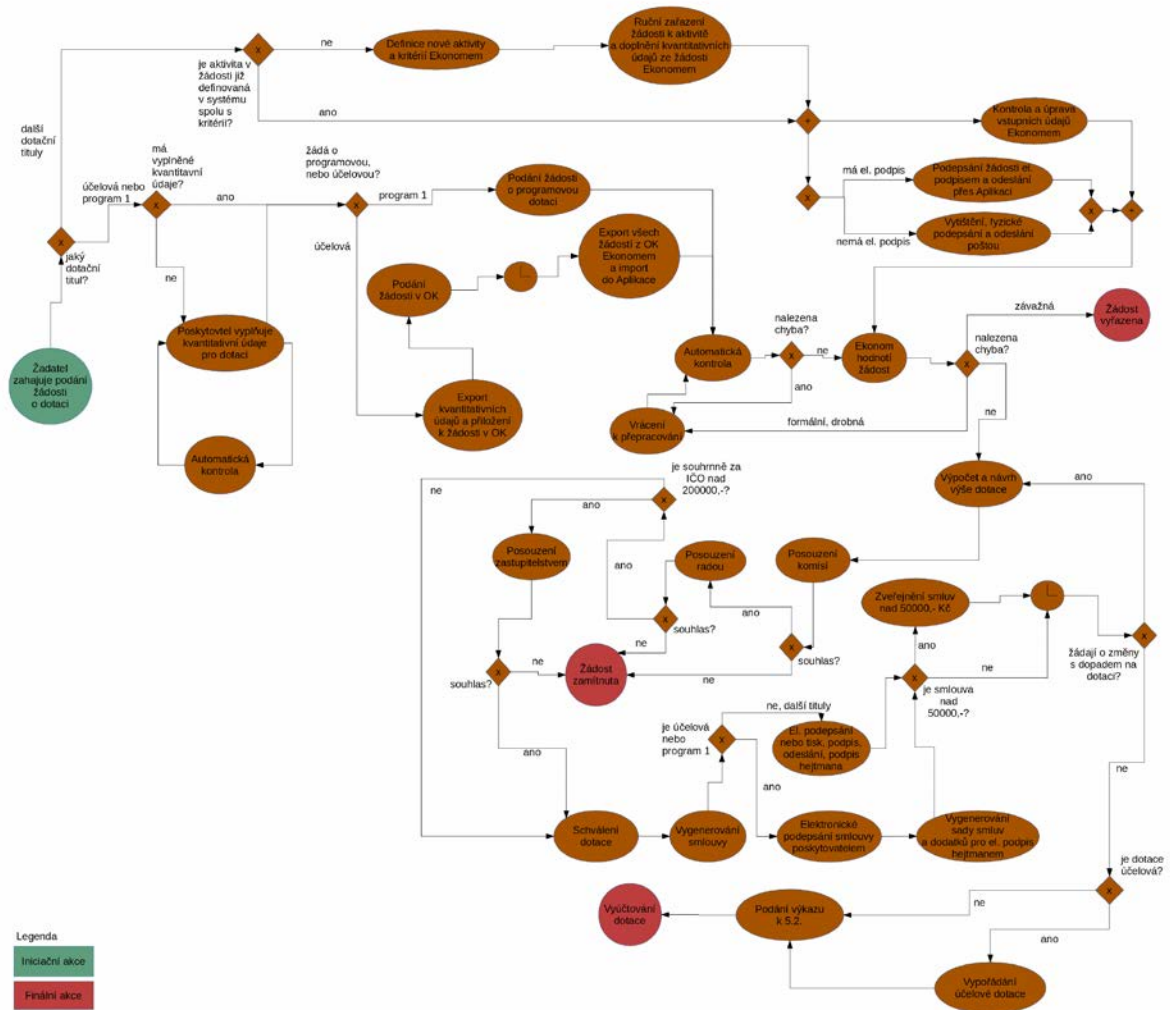 ne
Definice nové aktivity
a kritérií Ekonomem
Ruční zařazení
žádosti k aktivitě
a doplnění kvantitativních
údajů ze žádosti
Ekonomem
x
je aktivita v
žádosti již
definovaná
v systému
spolu s
kritérii?
ano
+
Kontrola a úprava
vstupních údajů
Ekonomem
další
dotační
tituly
má
vyplněné
kvantitavní
údaje?
žádá o
programovou,
nebo účelovou?
účelová nebo
program 1
x
ano
x
program 1
Podání žádosti
o programovou
dotaci
má el. podpis
Podepsání žádosti el.
podpisem a odeslání
přes Aplikaci
x
x
+
nemá el. podpis
Vytištění, fyzické
podepsání a odeslání
poštou
x
jaký
dotační
titul?
ne
účelová
Podání
žádosti v OK
Export všech
žádostí z OK
Ekonomem
a import
do Aplikace
závažná
Žádost
vyřazena
Poskytovtel vyplňuje
kvantitativní údaje
pro dotaci
Žadatel
zahajuje podání
žádosti
o dotaci
nalezena
chyba?
Automatická
kontrola
x
ne
Ekonom
hodnotí
žádost
x
nalezena
chyba?
ano
ne
Export
kvantitativních
údajů a přiložení
k žádosti v OK
Vrácení
k přepracování
formální, drobná
Automatická
kontrola
je souhrnně za
IČO nad
200000,-?
ne
x
ano
Výpočet a návrh
výše dotace
ano
Posouzení
zastupitelstvem
Posouzení
radou
Posouzení
komisí
ano
Zveřejnění smluv
nad 50000,- Kč
ano
x
souhlas?
ne
x
souhlas?
ano
x
žádají o změny
s dopadem na
dotaci?
souhlas?
x
ne
Žádost
zamítnuta
ne
x
ne
je smlouva
nad
50000,-?
ne, další tituly
je účelová
nebo
program 1
x
El. podepsání
nebo tisk, podpis,
odeslání, podpis
hejtmana
ano
ano
ne
Schválení
dotace
Vygenerování
smlouvy
Elektronické
podepsání smlouvy
poskytovatelem
Vygenerování
sady smluv
a dodatků pro el. podpis
hejtmanem
je dotace
účelová?
x
Vyúčtování
dotace
Podání výkazu
k 5.2.
ne
ano
Vypořádání
účelové dotace
Legenda
Iniciační akce
Finální akce